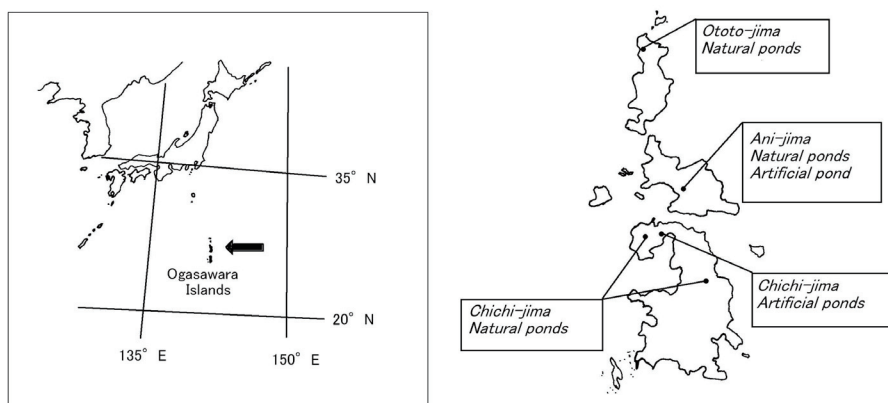 35° N
Ogasawara
Islands
20° N
135° E
150° E
Ototo-jima
Natural ponds
Ani-jima
Natural ponds
Artificial pond
Chichi-jima
Artificial ponds
Chichi-jima
Natural ponds